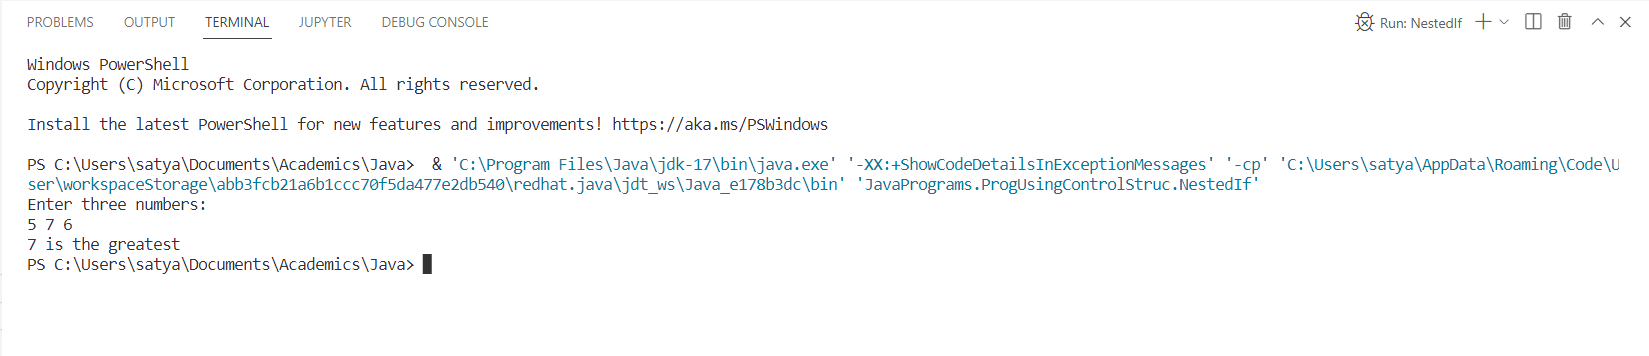 PROBLEMS OUTPUT TERMINAL JUPYTER DEBUG CONSOLE Run: NestedIf
Windows PowerShell
Copyright (C) Microsoft Corporation. All rights reserved.
Install the latest PowerShell for new features and improvements! https://aka.ms/PSWindows
PS C:\Users\satya\Documents\Academics\Java>  & 'C:\Program Files\Java\jdk-17\bin\java.exe' '-XX:+ShowCodeDetailsInExceptionMessages' '-cp' 'C:\Users\satya\AppData\Roaming\Code\U
ser\workspaceStorage\abb3fcb21a6b1ccc70f5da477e2db540\redhat.java\jdt_ws\Java_e178b3dc\bin' 'JavaPrograms.ProgUsingControlStruc.NestedIf'
Enter three numbers:
5 7 6
7 is the greatest
PS C:\Users\satya\Documents\Academics\Java>